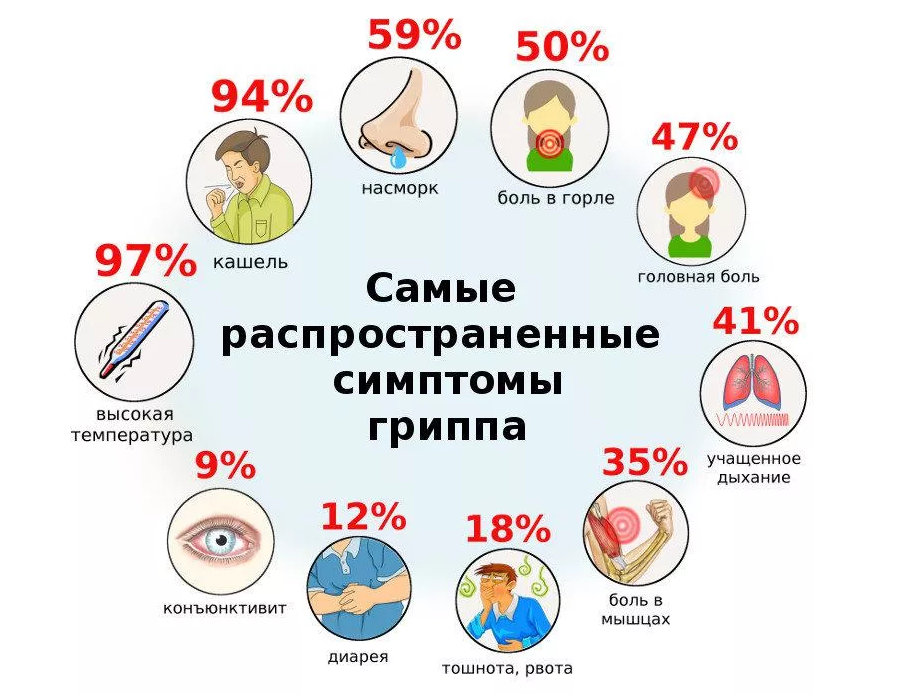 59%
насморк
50%
боль в горле
94%
кашель
47%
головная боль
97%
высокая
температура
Самые
распространенные
симптомы
гриппа
41%
учащенное
дыхание
9%
конъюнктивит
12%
диарея
18%
тошнота, рвота
35%
боль в
мышцах